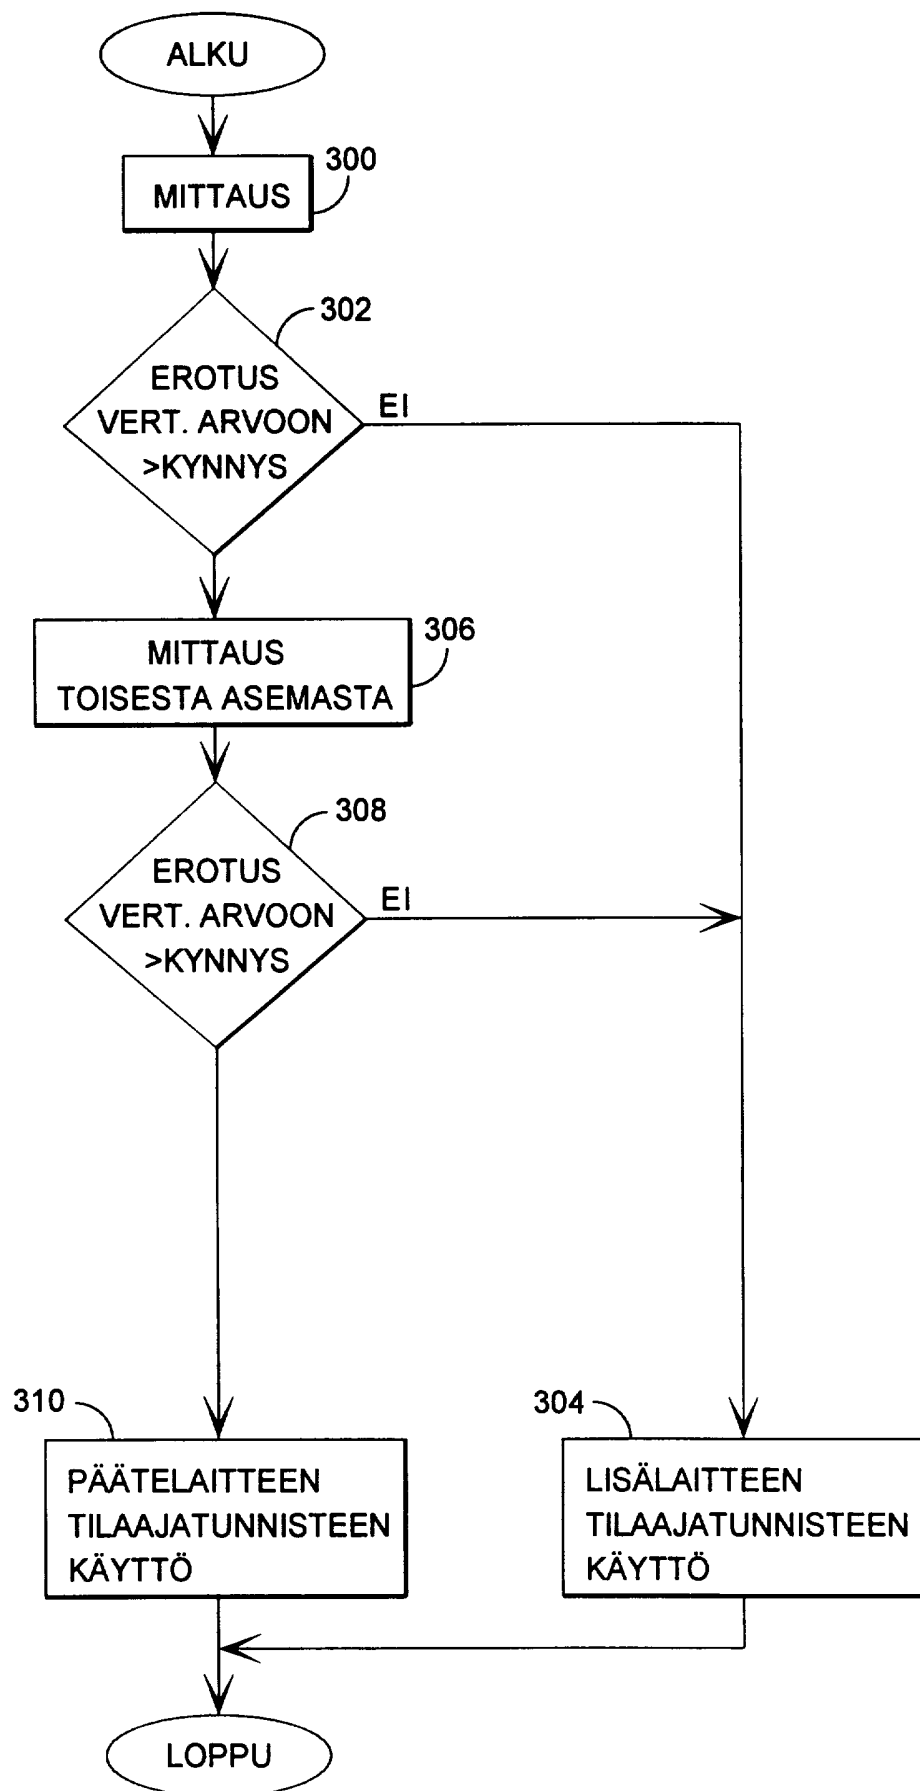 ALKU
300
MITTAUS
302
EROTUS
VERT. ARVOON
>KYNNYS
EI
306
MITTAUS
TOISESTA ASEMASTA
308
EROTUS
VERT. ARVOON
>KYNNYS
EI
310
PÄÄTELAITTEEN
TILAAJATUNNISTEEN
KÄYTTÖ
304
LISÄLAITTEEN
TILAAJATUNNISTEEN
KÄYTTÖ
LOPPU